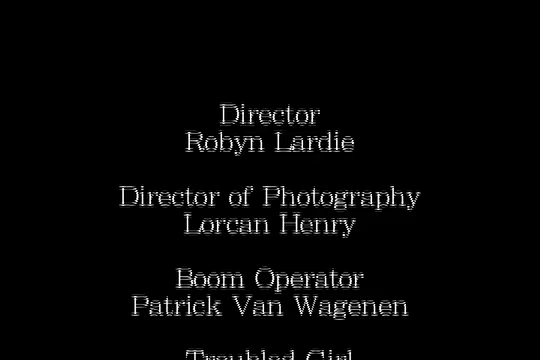 Director
Robyn Lardie
Director of Photography
Lorcan Henry
Boom Operator
Patrick Van Wagenen
Troubled Girl